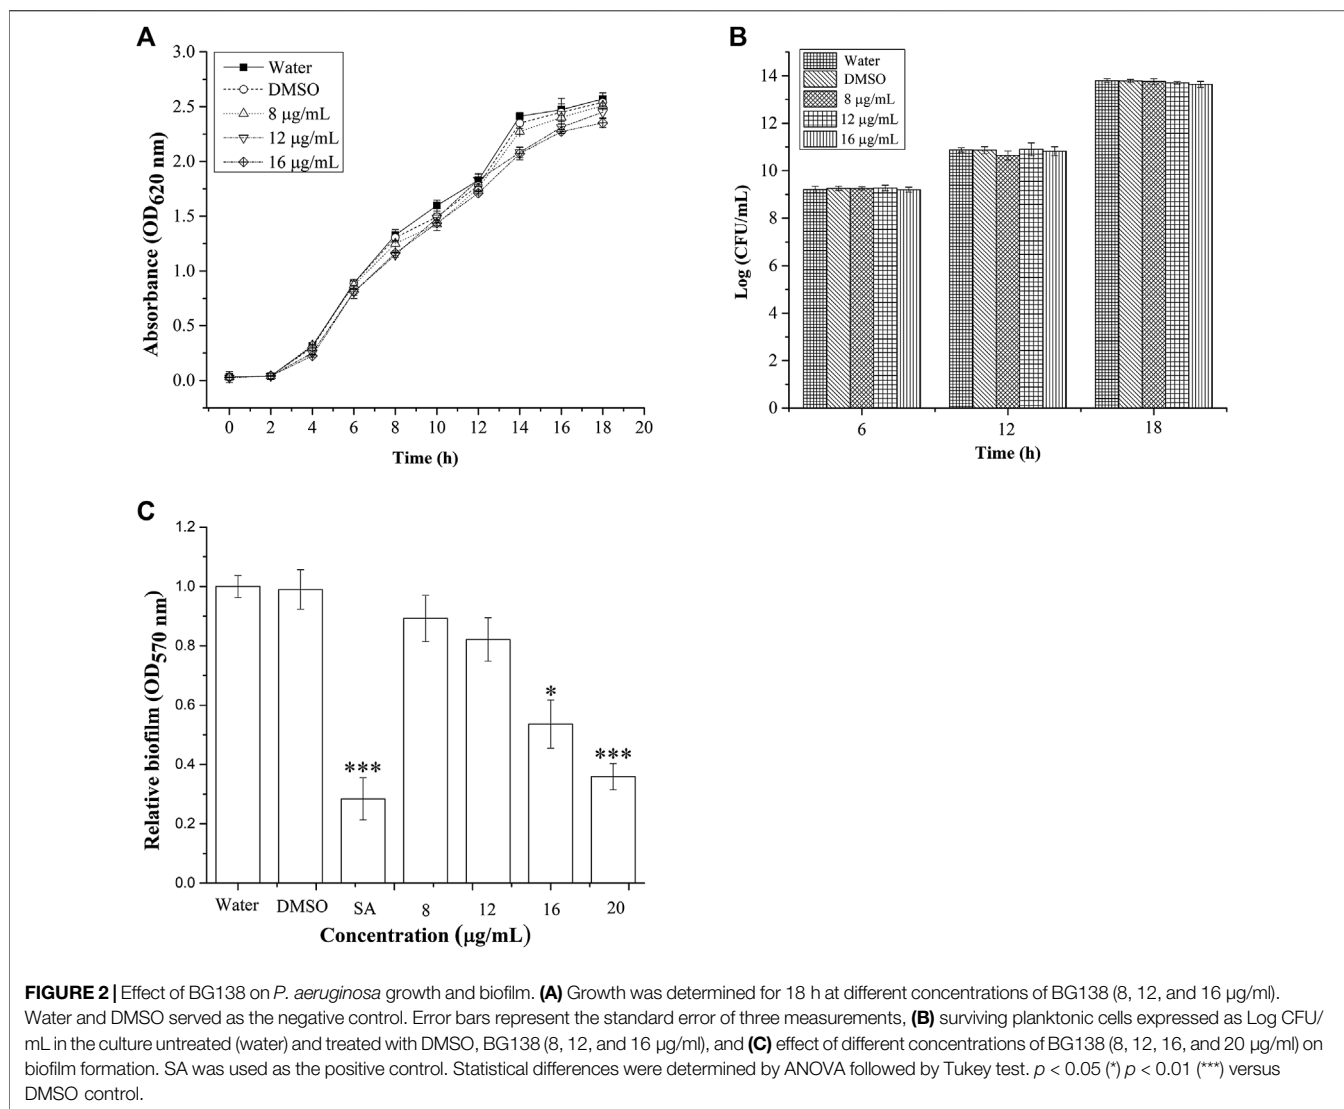 A
3.0
2.5
2.0
1.5
1.0
0.5
0.0
Absorbance (OD620 nm)
Water
DMSO
8 µg/mL
12 µg/mL
16 µg/mL
0 2 4 6 8 10 12 14 16 18 20
Time (h)
B
14
12
10
8
6
4
2
0
Log (CFU/mL)
Water
DMSO
8 µg/mL
12 µg/mL
16 µg/mL
6 12 18
Time (h)
C
1.2
1.0
0.8
0.6
0.4
0.2
0.0
Relative biofilm (OD570 nm)
***
*
***
Water DMSO SA 8 12 16 20
Concentration (µg/mL)
FIGURE 2 | Effect of BG138 on P. aeruginosa growth and biofilm. (A) Growth was determined for 18 h at different concentrations of BG138 (8, 12, and 16 µg/ml).
Water and DMSO served as the negative control. Error bars represent the standard error of three measurements, (B) surviving planktonic cells expressed as Log CFU/
mL in the culture untreated (water) and treated with DMSO, BG138 (8, 12, and 16 µg/ml), and (C) effect of different concentrations of BG138 (8, 12, 16, and 20 µg/ml) on
biofilm formation. SA was used as the positive control. Statistical differences were determined by ANOVA followed by Tukey test. p < 0.05 (*) p < 0.01 (***) versus
DMSO control.